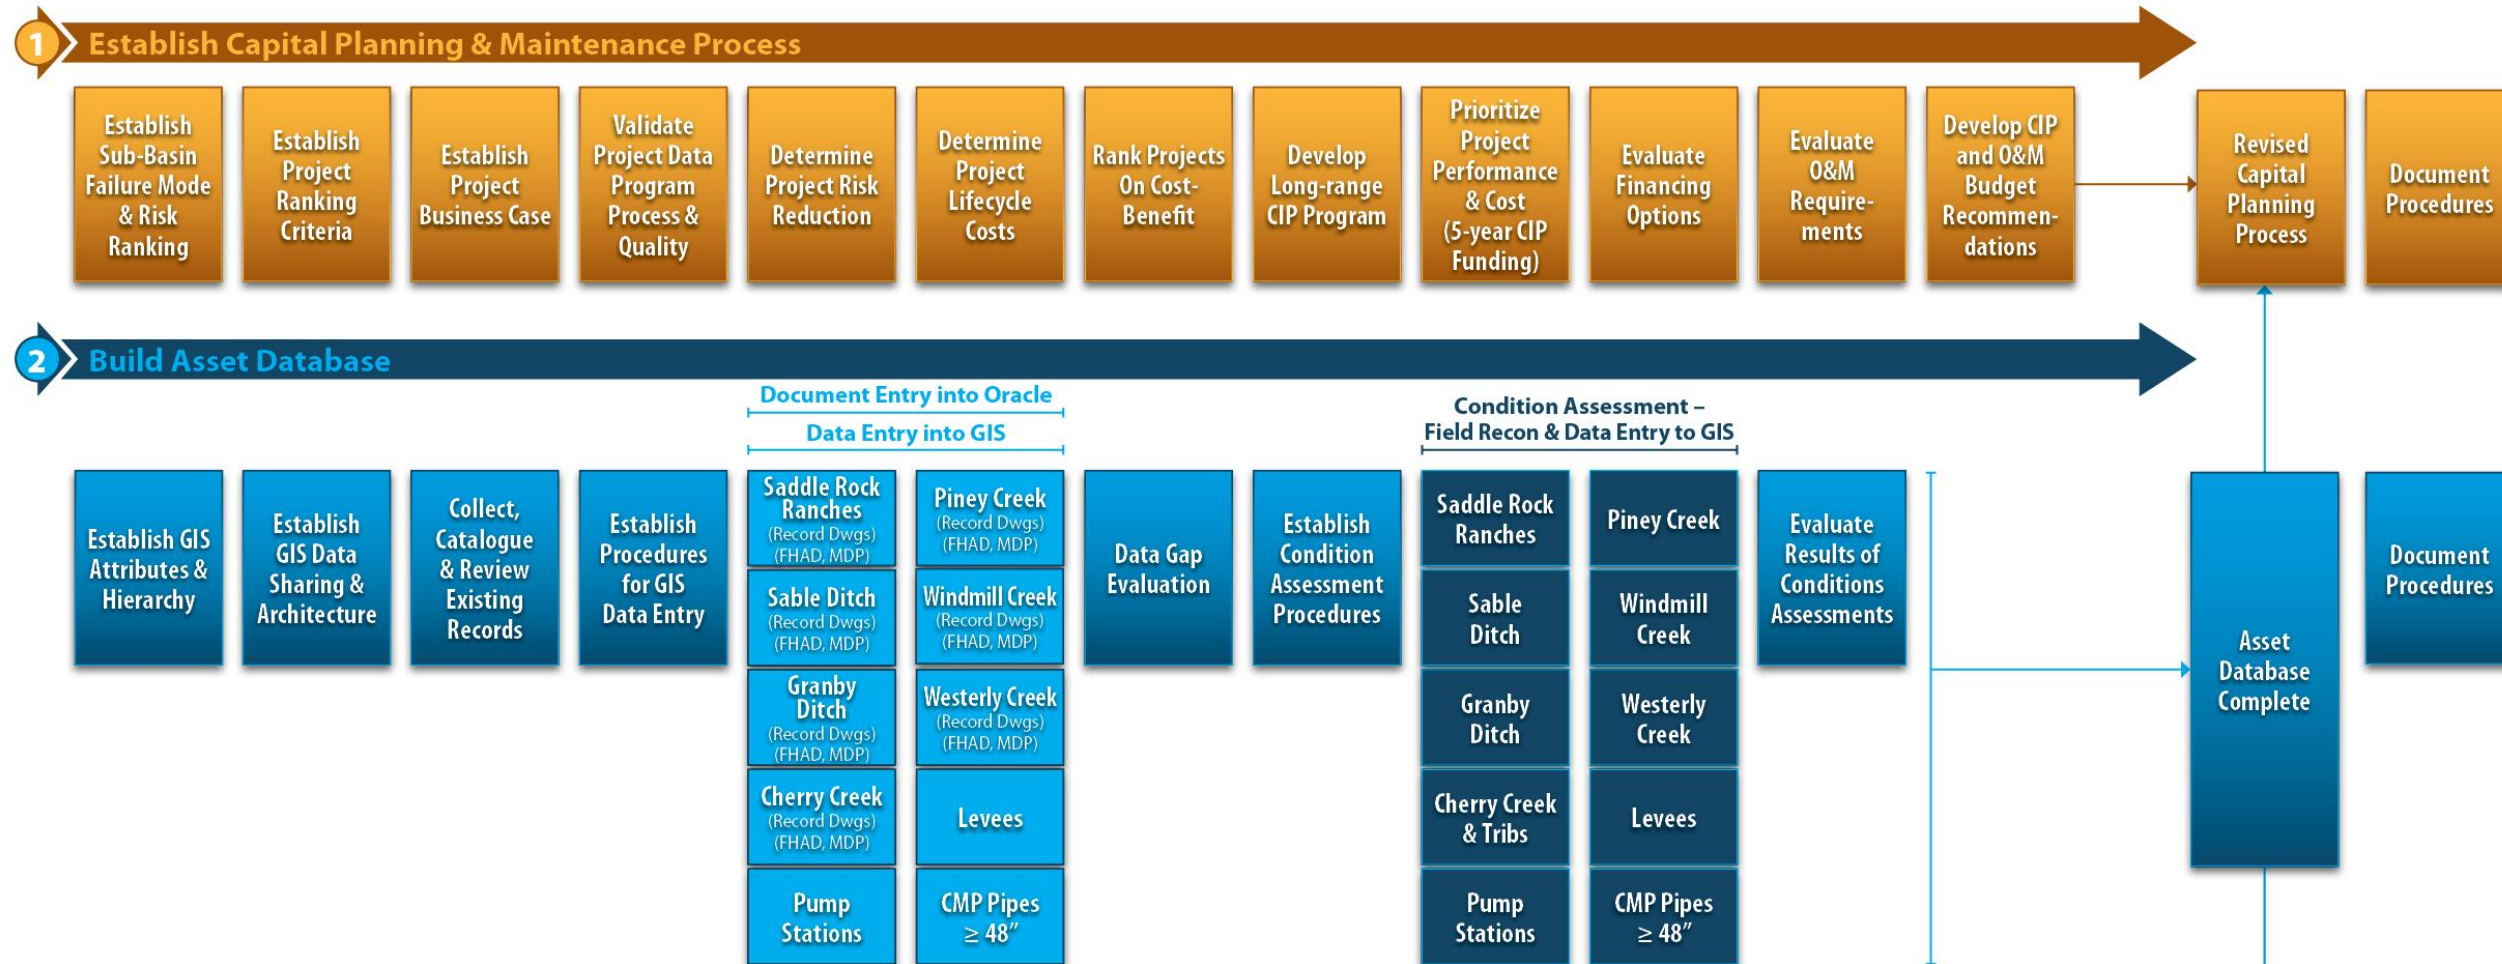 1 Establish Capital Planning & Maintenance Process
Establish
Sub-Basin
Failure Mode
& Risk
Ranking
Establish
Project
Ranking
Criteria
Establish
Project
Business Case
Validate
Project Data
Program
Process &
Quality
Determine
Project Risk
Reduction
Determine
Project
Lifecycle
Costs
Rank Projects
On Cost-
Benefit
Develop
Long-range
CIP Program
Prioritize
Project
Performance
& Cost
(5-year CIP
Funding)
Evaluate
Financing
Options
Evaluate
O&M
Require-
ments
Develop CIP
and O&M
Budget
Recommen-
dations
Revised
Capital
Planning
Process
Document
Procedures
2 Build Asset Database
Document Entry into Oracle
Data Entry into GIS
Condition Assessment –
Field Recon & Data Entry to GIS
Establish GIS
Attributes &
Hierarchy
Establish
GIS Data
Sharing &
Architecture
Collect,
Catalogue
& Review
Existing
Records
Establish
Procedures
for GIS
Data Entry
Saddle Rock
Ranches
(Record Dwgs)
(FHAD, MDP)
Sable Ditch
(Record Dwgs)
(FHAD, MDP)
Granby
Ditch
(Record Dwgs)
(FHAD, MDP)
Cherry Creek
(Record Dwgs)
(FHAD, MDP)
Pump
Stations
Piney Creek
(Record Dwgs)
(FHAD, MDP)
Windmill Creek
(Record Dwgs)
(FHAD, MDP)
Westerly Creek
(Record Dwgs)
(FHAD, MDP)
Levees
CMP Pipes
≥ 48″
Data Gap
Evaluation
Establish
Condition
Assessment
Procedures
Saddle Rock
Ranches
Sable
Ditch
Granby
Ditch
Cherry Creek
& Tribs
Pump
Stations
Piney Creek
Windmill
Creek
Westerly
Creek
Levees
CMP Pipes
≥ 48″
Evaluate
Results of
Conditions
Assessments
Asset
Database
Complete
Document
Procedures